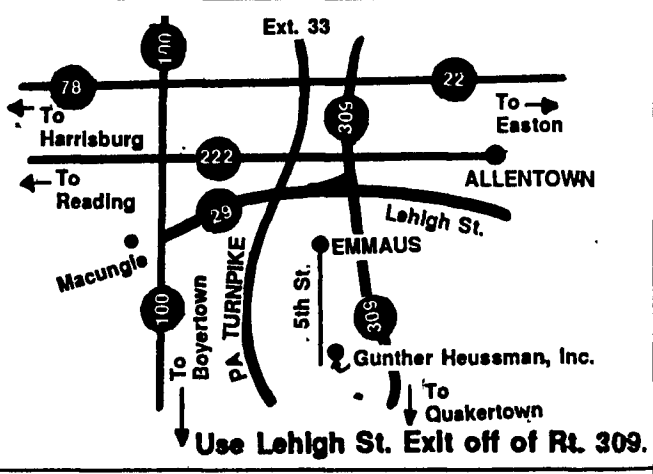 Ext. 33
100
78
22
To
Harrisburg
309
To
Easton
222
ALLENTOWN
To
Reading
29
Lehigh St.
Macungie
EMMAUS
PA TURNPIKE
5th St.
100
To
Boyertown
309
Gunther Heussman, Inc.
To
Quakertown
Use Lehigh St. Exit off of Rt. 309.